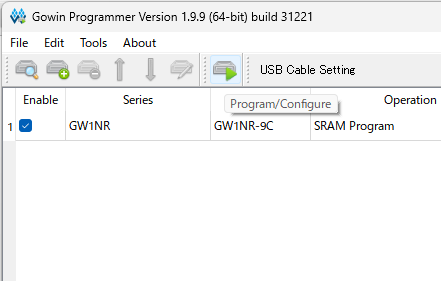 Gowin Programmer Version 1.9.9 (64-bit) build 31221
File Edit Tools About
USB Cable Setting
Program/Configure
Enable Series Operation
1 GW1NR GW1NR-9C SRAM Program